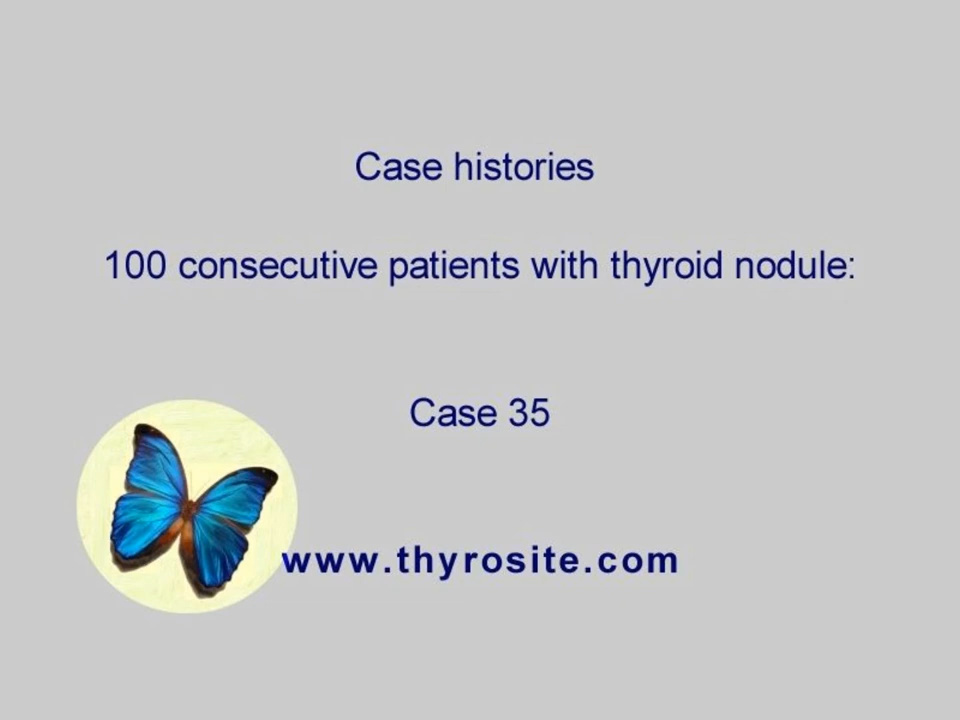 Case histories
100 consecutive patients with thyroid nodule:
Case 35
www.thyrosite.com